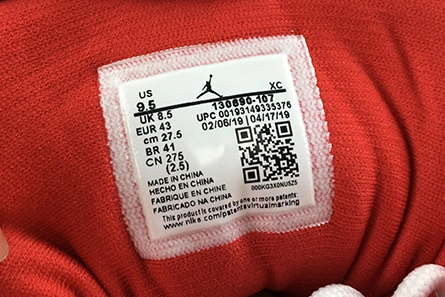 US XC
9.5 130690-107
UK 8.5 UPC 00193149335376
EUR 43 02/06/19 | 04/17/19
cm 27.5
BR 41
CN 275
(2.5)
MADE IN CHINA
HECHO EN CHINA
FABRIQUE EN CHINE
FABRICADO NA CHINA
000KG3X0NU5Z5
This product is covered by one or more patents:
www.nike.com/patents&virtualmarking